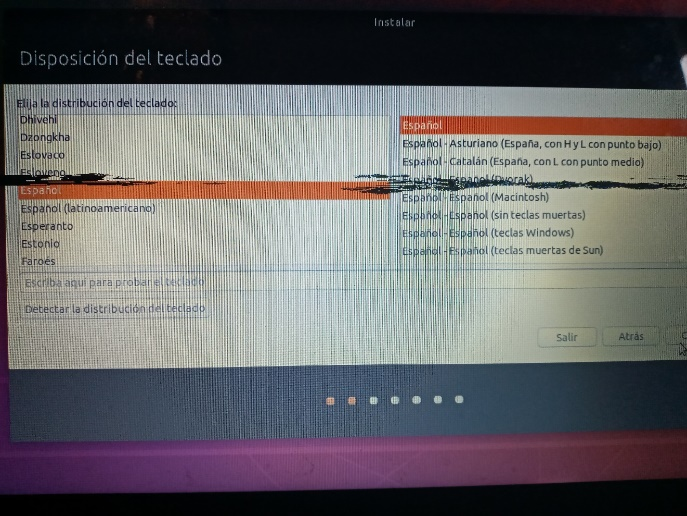 Instalar
Disposición del teclado
Elija la distribución del teclado:
Dhivehi
Dzongkha
Eslovaco
Esloveno
Español
Español (latinoamericano)
Esperanto
Estonio
Faroés
Español
Español - Asturiano (España, con H y L con punto bajo)
Español - Catalán (España, con L con punto medio)
Español - Español (Dvorak)
Español - Español (Macintosh)
Español - Español (sin teclas muertas)
Español - Español (teclas Windows)
Español - Español (teclas muertas de Sun)
Escriba aquí para probar el teclado
Detectar la distribución del teclado
Salir
Atrás